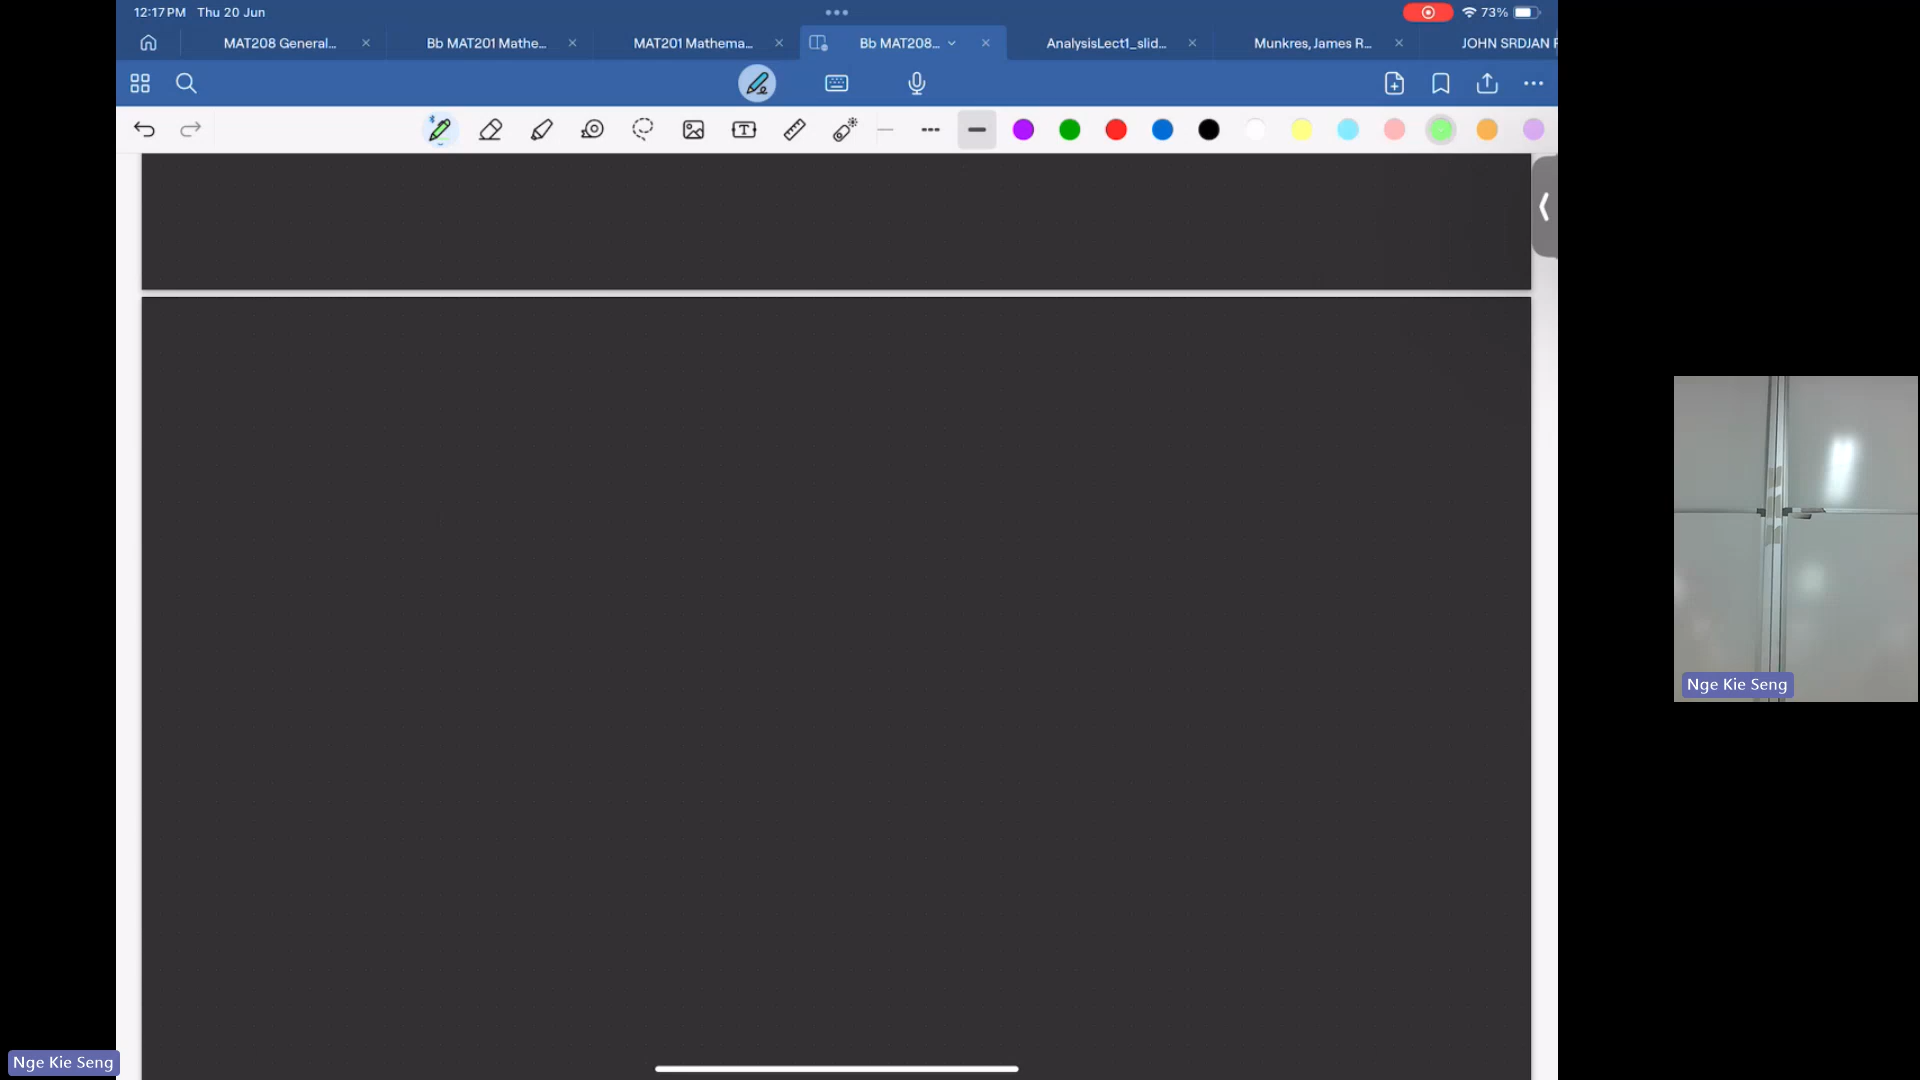 12:17 PM Thu 20 Jun
73%
MAT208 General...
Bb MAT201 Mathe...
MAT201 Mathema...
Bb MAT208...
AnalysisLect1_slid...
Munkres, James R...
JOHN SRDJAN P
T
Nge Kie Seng
Nge Kie Seng